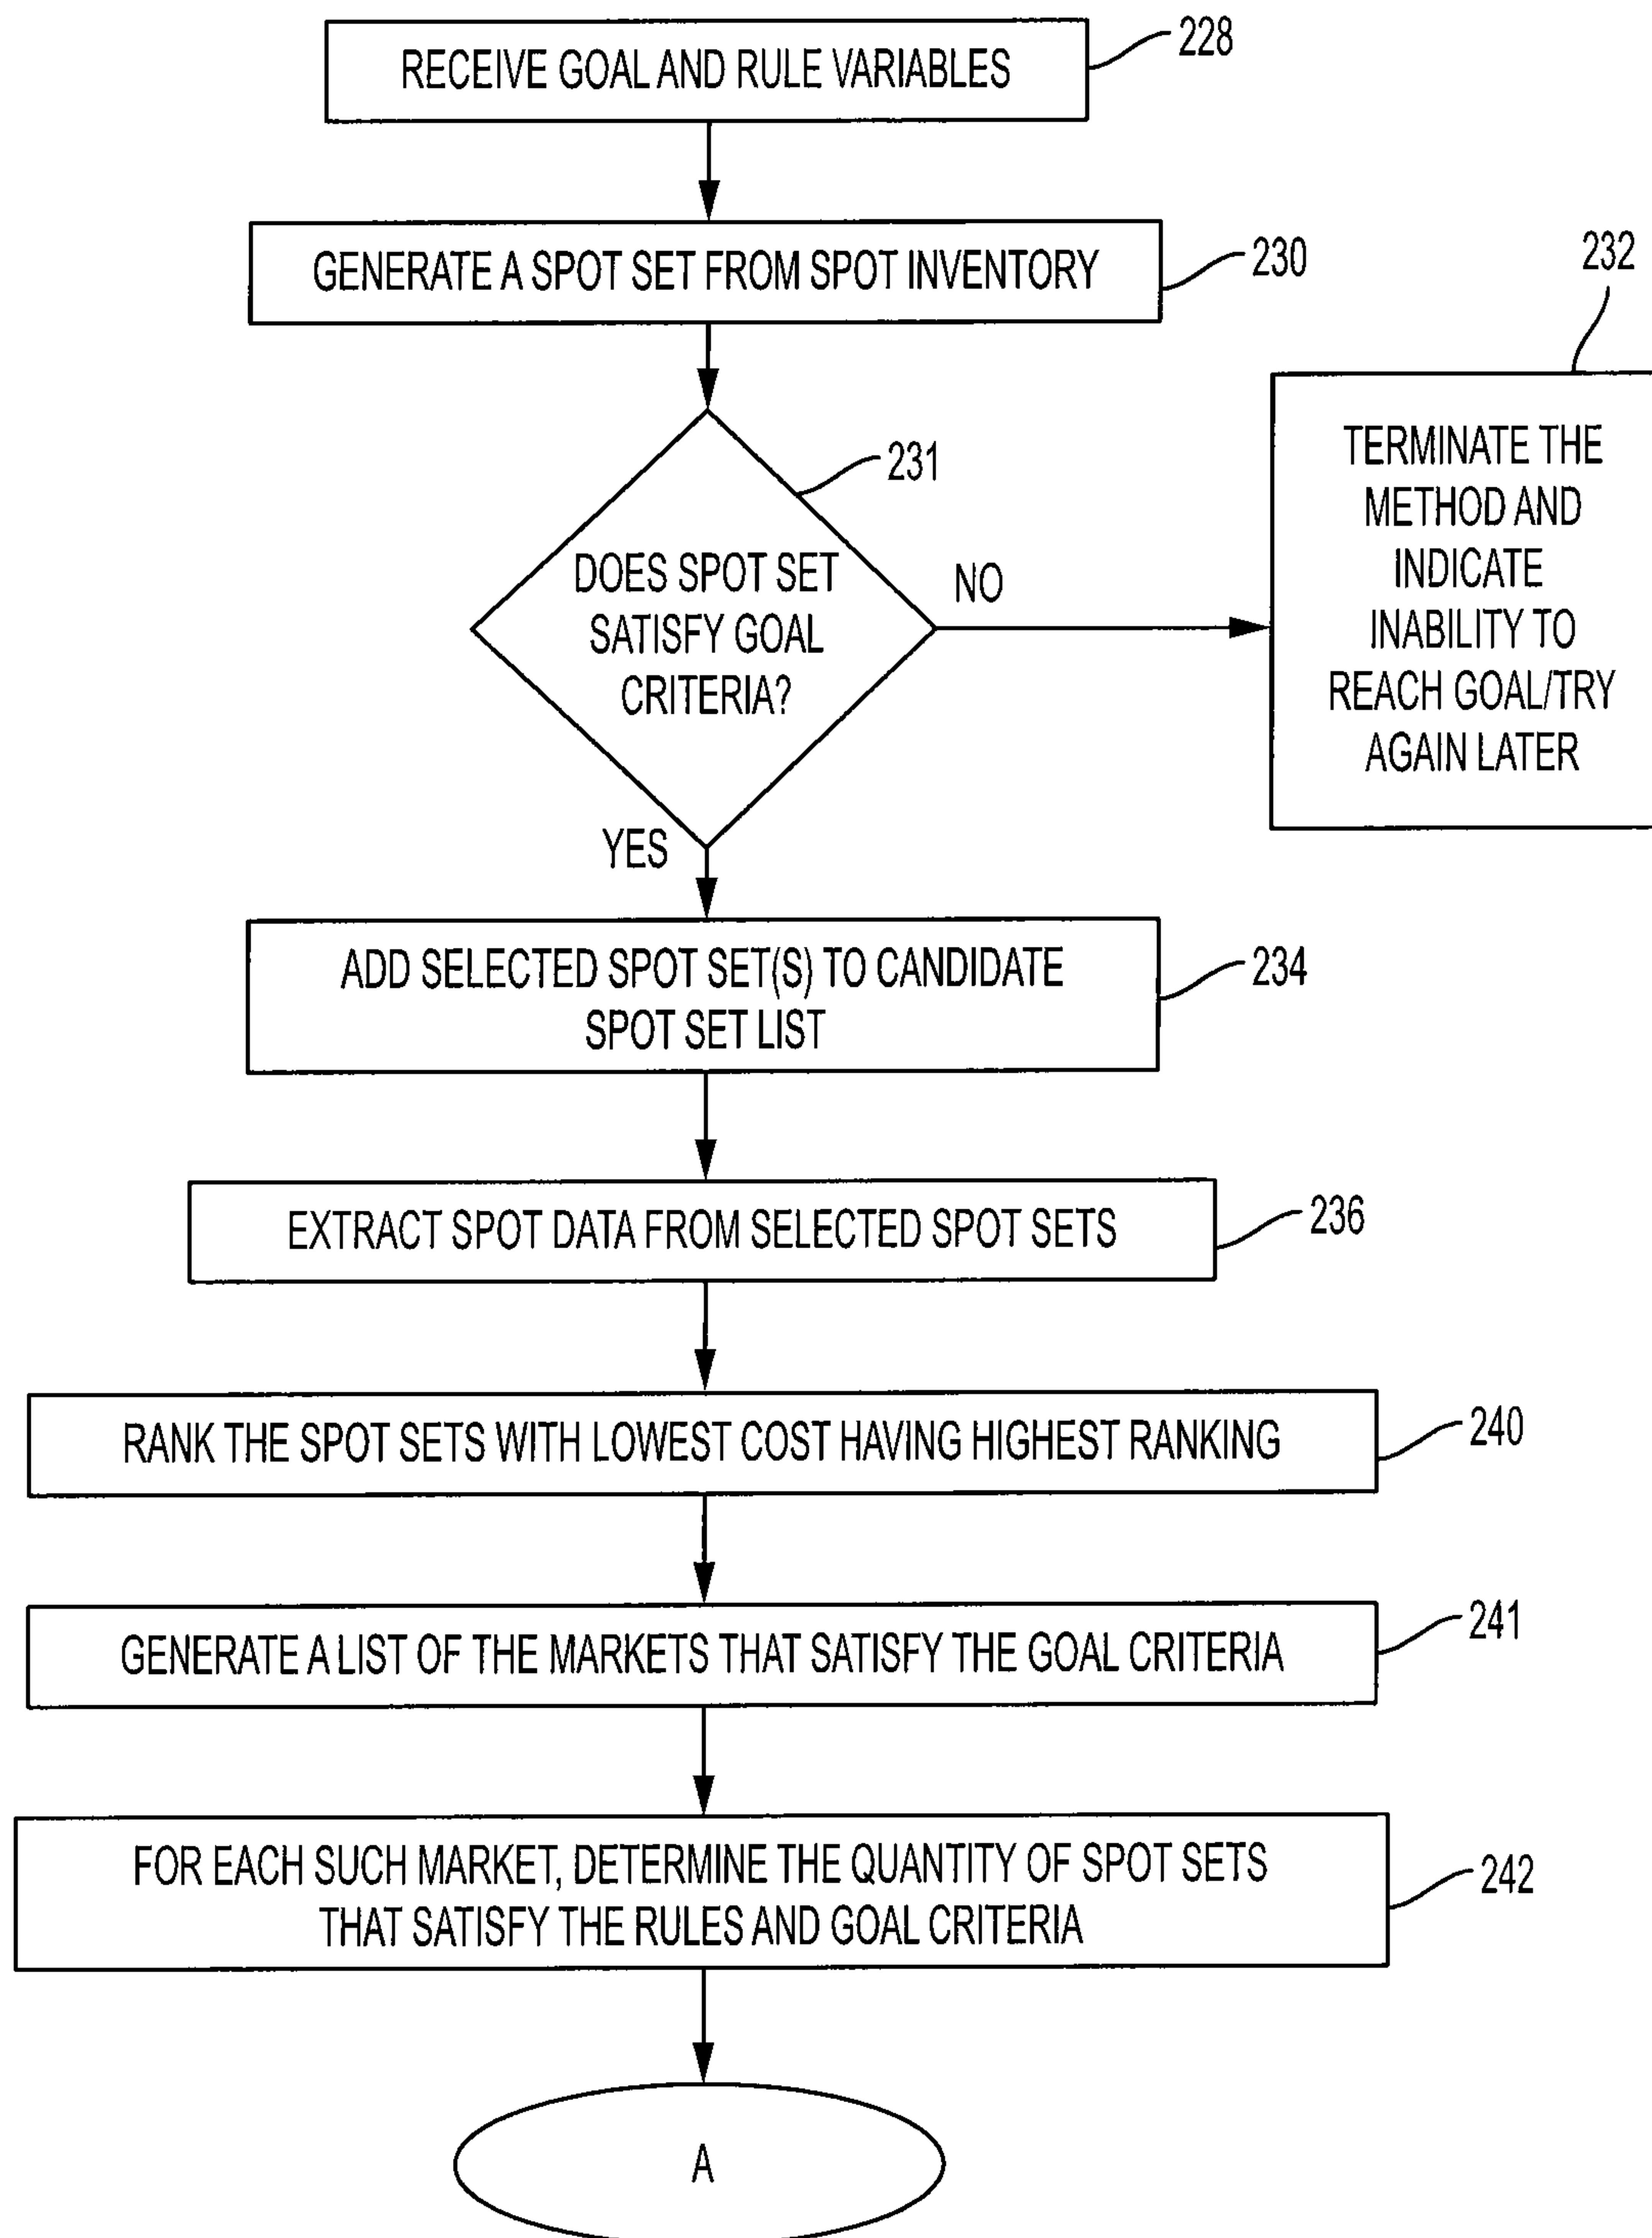 RECEIVE GOAL AND RULE VARIABLES
228
GENERATE A SPOT SET FROM SPOT INVENTORY
230
232
TERMINATE THE
METHOD AND
INDICATE
INABILITY TO
REACH GOAL/TRY
AGAIN LATER
231
DOES SPOT SET
SATISFY GOAL
CRITERIA?
NO
YES
ADD SELECTED SPOT SET(S) TO CANDIDATE
SPOT SET LIST
234
EXTRACT SPOT DATA FROM SELECTED SPOT SETS
236
RANK THE SPOT SETS WITH LOWEST COST HAVING HIGHEST RANKING
240
GENERATE A LIST OF THE MARKETS THAT SATISFY THE GOAL CRITERIA
241
FOR EACH SUCH MARKET, DETERMINE THE QUANTITY OF SPOT SETS
THAT SATISFY THE RULES AND GOAL CRITERIA
242
A